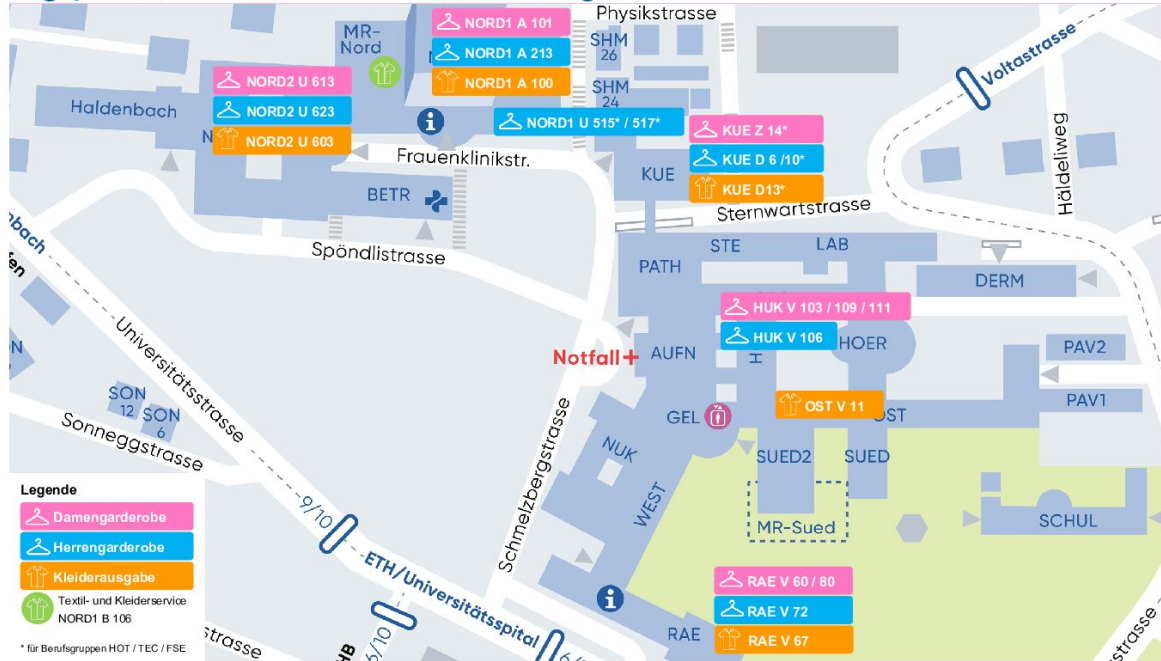 Physikstrasse
NORD1 A 101
MR-
Nord
SHM
26
NORD1 A 213
Voltastrasse
NORD2 U 613
NORD1 A 100
SHM
24
Haldenbach
NORD2 U 623
NORD1 U 515* / 517*
KUE Z 14*
NORD2 U 603
Frauenklinikstr.
KUE D 6 /10*
KUE
KUE D13*
Häldeliweg
BETR
Sternwartstrasse
Spöndlistrasse
STE
LAB
PATH
DERM
HUK V 103 / 109 / 111
HUK V 106
HOER
Notfall
AUFN
PAV2
Universitätsstrasse
PAV1
SON
12
SON
6
OST V 11
OST
GEL
Sonneggstrasse
NUK
SUED2
SUED
Schmelzbergstrasse
WEST
MR-Sued
SCHUL
9/10
ETH/Universitätsspital
Legende
Damengarderobe
Herrengarderobe
Kleiderausgabe
Textil- und Kleiderservice
NORD1 B 106
* für Berufsgruppen HOT / TEC / FSE
RAE V 60 / 80
RAE V 72
RAE
RAE V 67
6/10